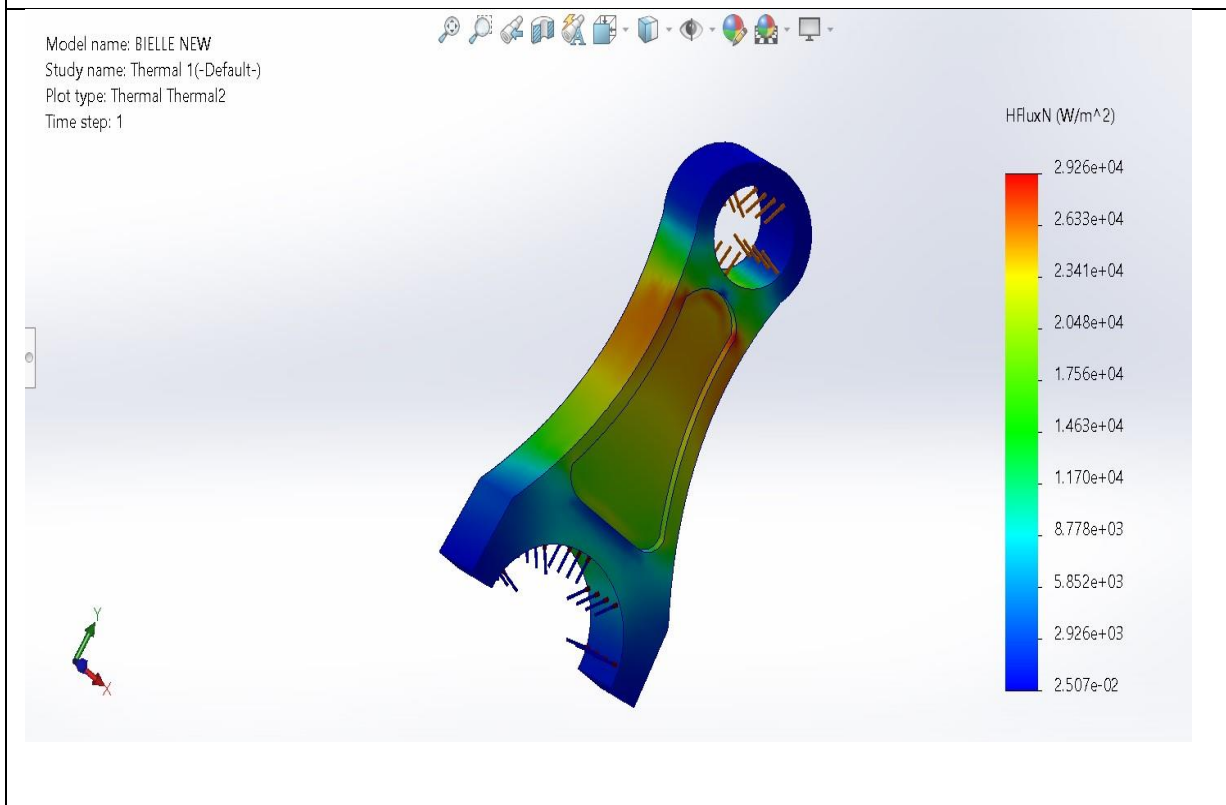 Model name: BIELLE NEW
Study name: Thermal 1(-Default-)
Plot type: Thermal Thermal2
Time step: 1
HFluxN (W/m^2)
2.926e+04
2.633e+04
2.341e+04
2.048e+04
1.756e+04
1.463e+04
1.170e+04
8.778e+03
5.852e+03
2.926e+03
2.507e-02
Y
X